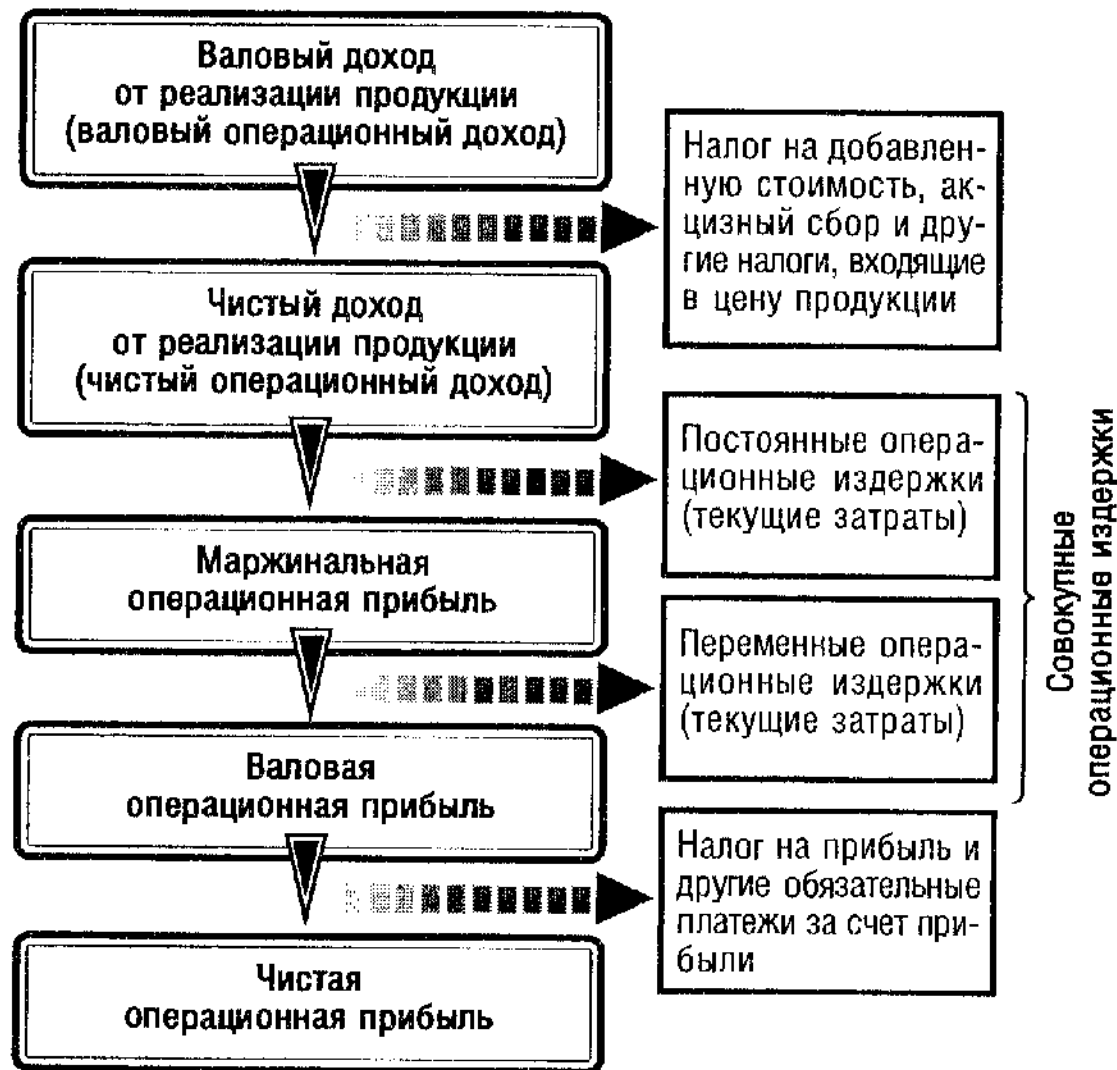 Валовый доход
от реализации продукции
(валовый операционный доход)
Налог на добавлен-
ную стоимость, ак-
цизный сбор и дру-
гие налоги, входящие
в цену продукции
Чистый доход
от реализации продукции
(чистый операционный доход)
Постоянные опера-
ционные издержки
(текущие затраты)
Маржинальная
операционная прибыль
Переменные опера-
ционные издержки
(текущие затраты)
Совокупные
операционные издержки
Валовая
операционная прибыль
Налог на прибыль и
другие обязательные
платежи за счет при-
были
Чистая
операционная прибыль